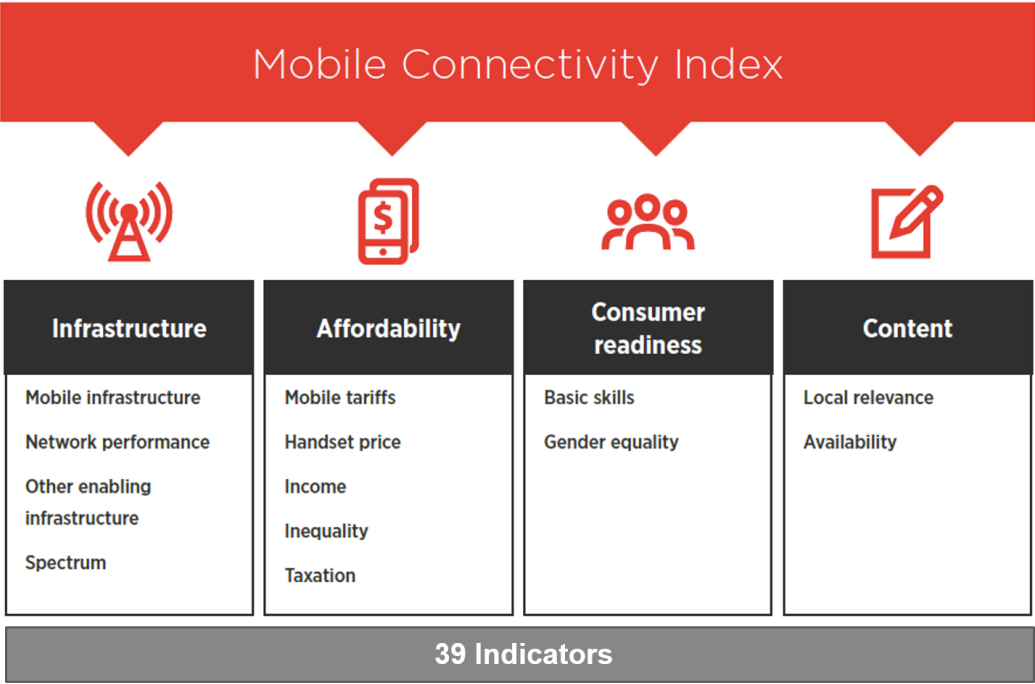 Mobile Connectivity Index
$
Infrastructure
Mobile infrastructure
Network performance
Other enabling
infrastructure
Spectrum
Affordability
Mobile tariffs
Handset price
Income
Inequality
Taxation
Consumer
readiness
Basic skills
Gender equality
Content
Local relevance
Availability
39 Indicators